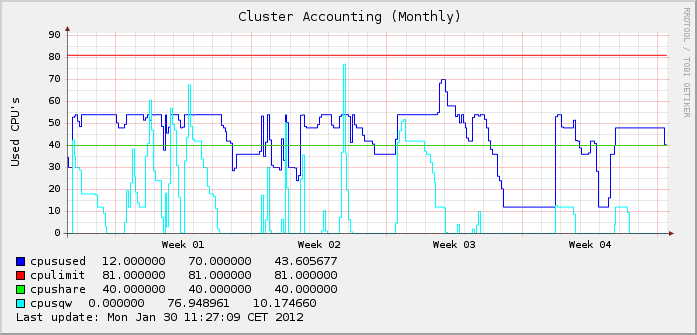 Cluster Accounting (Monthly)
RRDTOOL / TOBI OETIKER
Used CPU's
90
80
70
60
50
40
30
20
10
0
Week 01 Week 02 Week 03 Week 04
cpusused 12.000000 70.000000 43.605677
cpulimit 81.000000 81.000000 81.000000
cpushare 40.000000 40.000000 40.000000
cpusqw 0.000000 76.948961 10.174660
Last update: Mon Jan 30 11:27:09 CET 2012